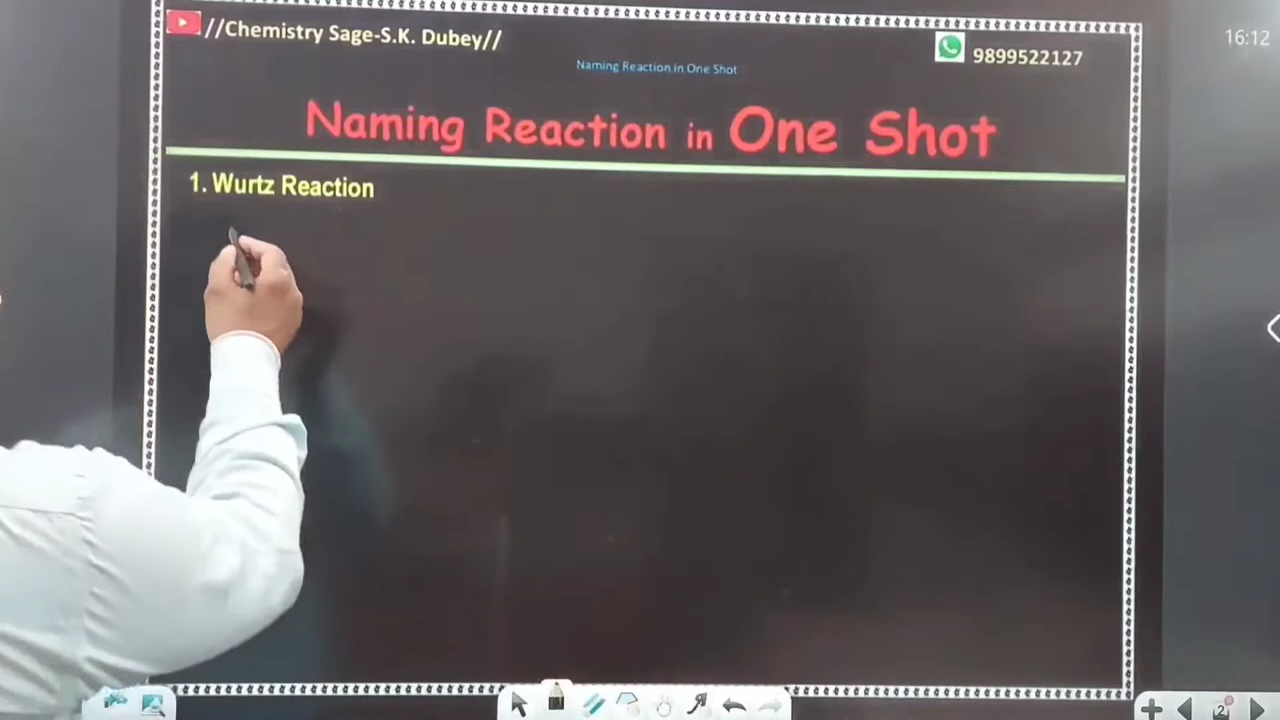 //Chemistry Sage-S.K. Dubey//
9899522127
16:12
Naming Reaction in One Shot
Naming Reaction in One Shot
1. Wurtz Reaction
2